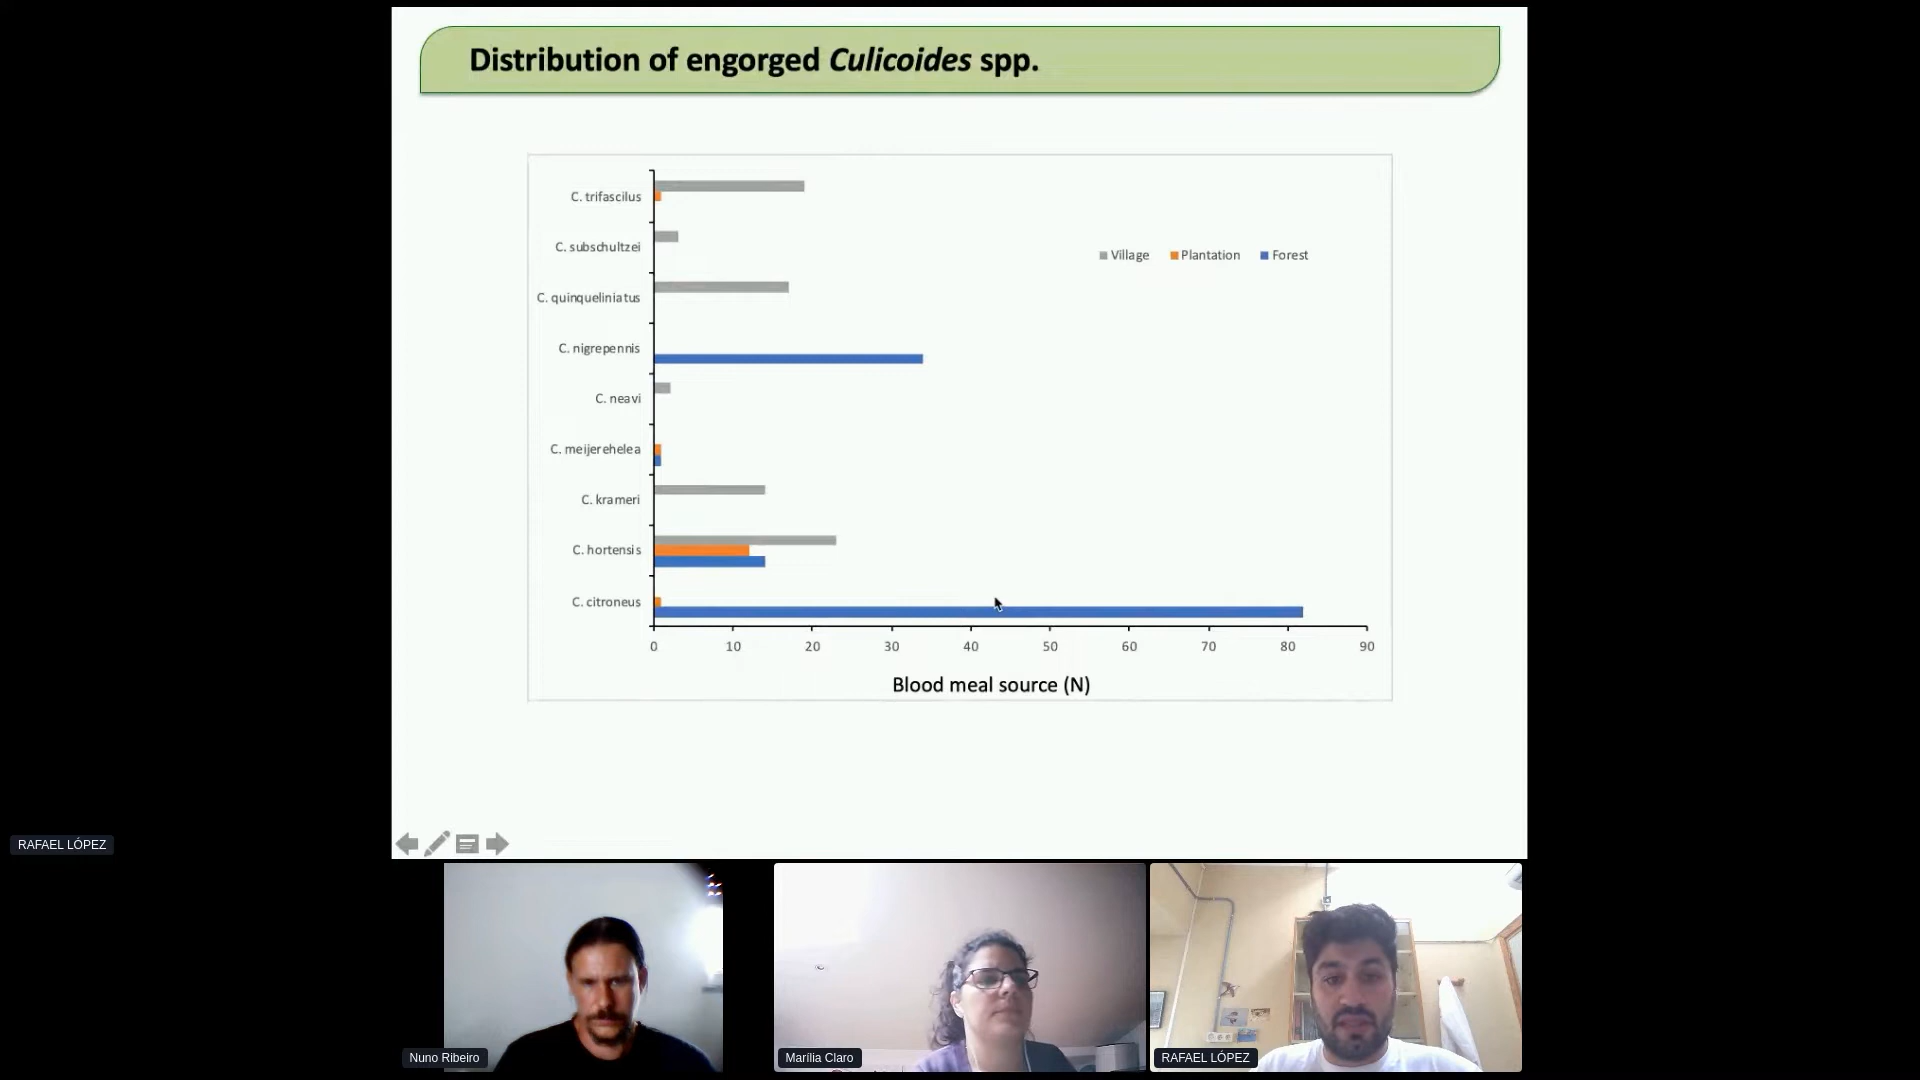 Distribution of engorged Culicoides spp.
C. trifascilus
C. subschultzei
Village Plantation Forest
C. quinqueliniatus
C. nigrepennis
C. neavi
C. meijerehelea
C. krameri
C. hortensis
C. citroneus
0 10 20 30 40 50 60 70 80 90
Blood meal source (N)
RAFAEL LÓPEZ
Nuno Ribeiro
Marília Claro
RAFAEL LÓPEZ